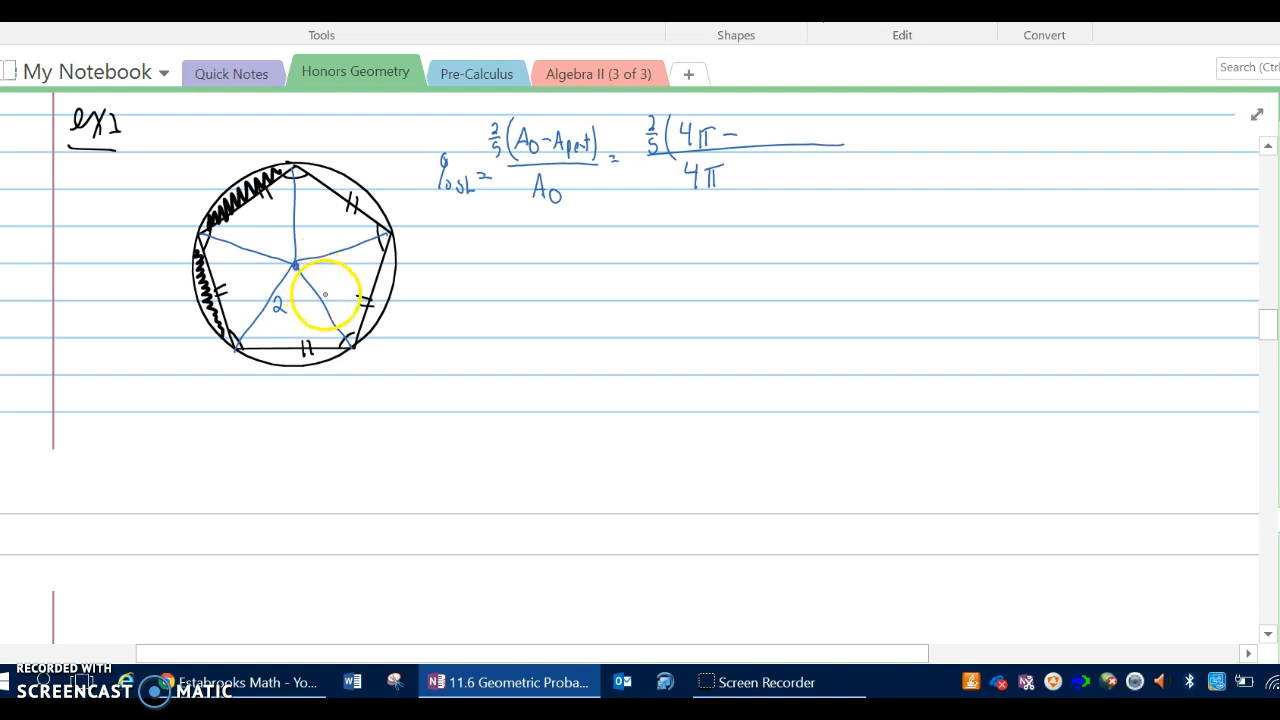 Tools Shapes Edit Convert
My Notebook Quick Notes Honors Geometry Pre-Calculus Algebra II (3 of 3) + Search (Ctrl
ex1
2/5 (A⊙ - Apent) / A⊙ = 2/5 (4π - / 4π
2
RECORDED WITH
SCREENCAST MATIC
Estabrooks Math - Yo... 11.6 Geometric Proba... Screen Recorder